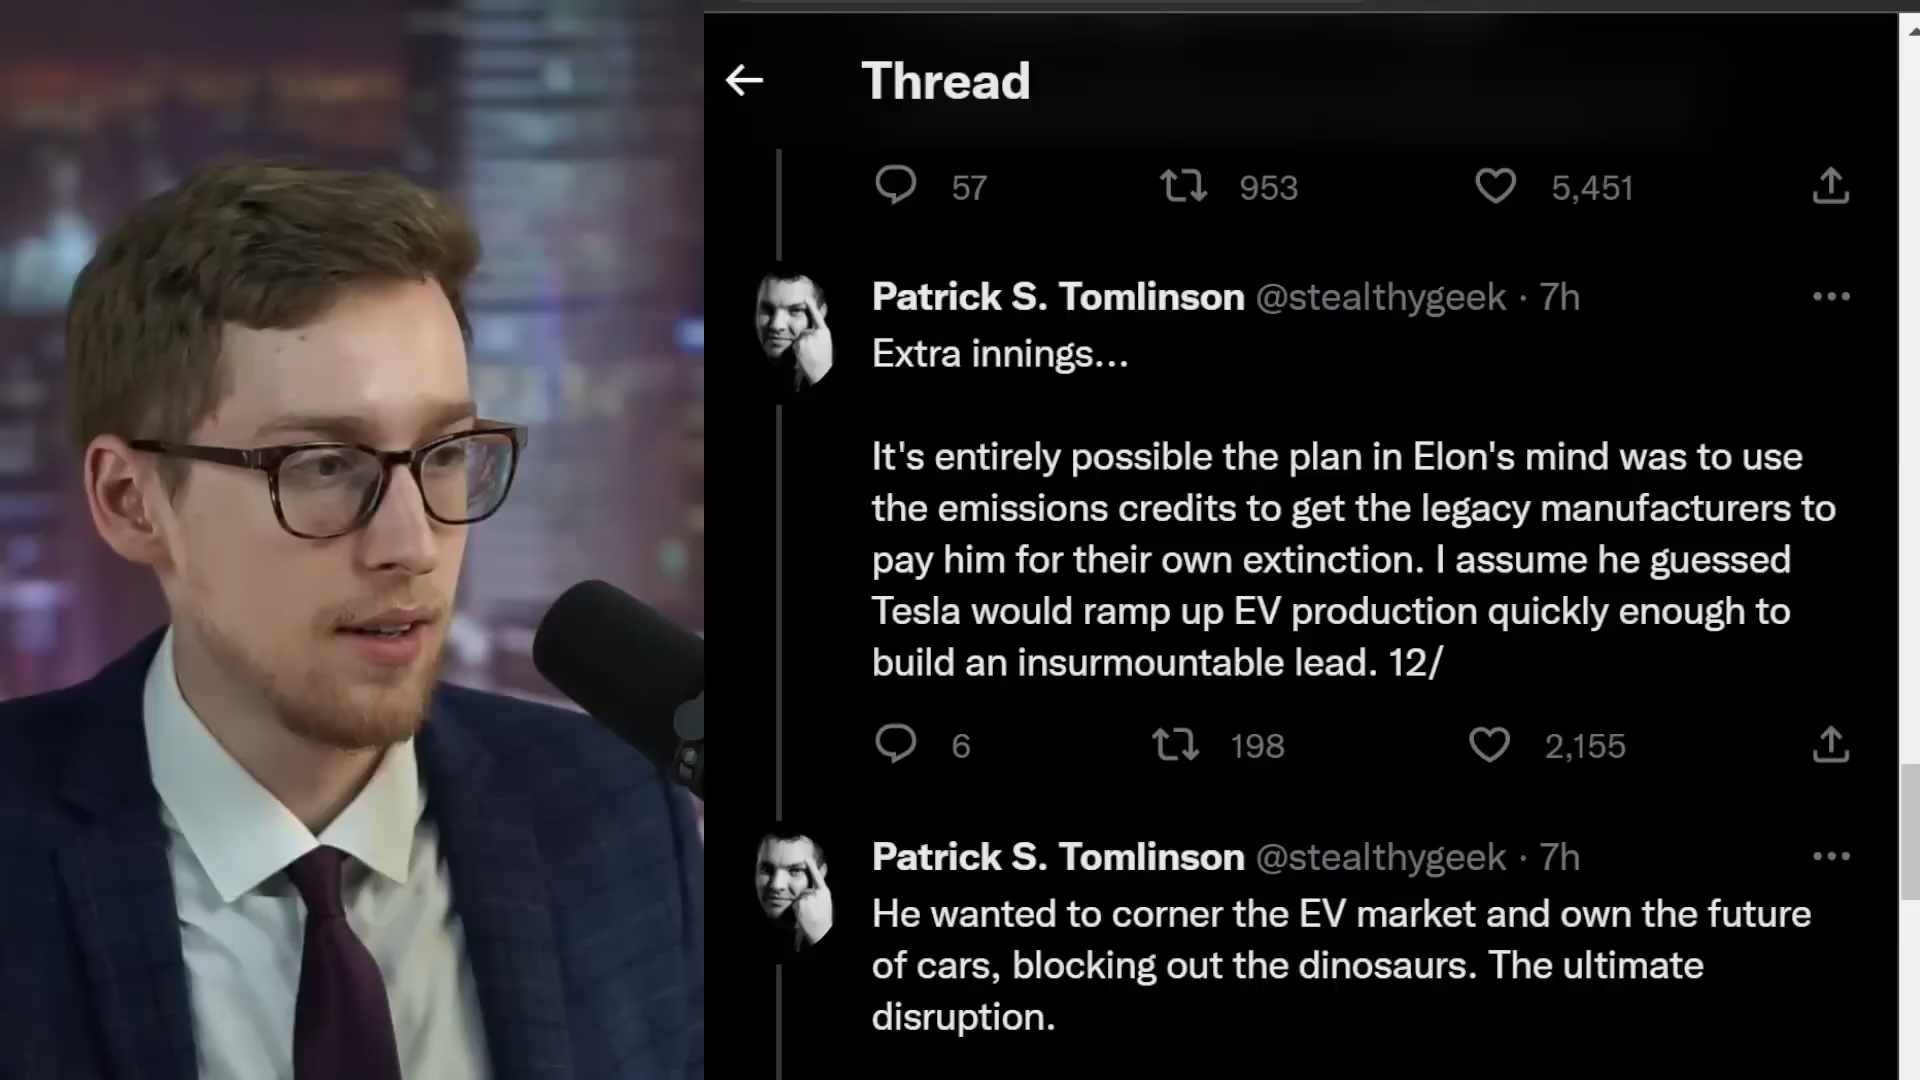 Thread
57 953 5,451
Patrick S. Tomlinson @stealthygeek · 7h
Extra innings...
It's entirely possible the plan in Elon's mind was to use
the emissions credits to get the legacy manufacturers to
pay him for their own extinction. I assume he guessed
Tesla would ramp up EV production quickly enough to
build an insurmountable lead. 12/
6 198 2,155
Patrick S. Tomlinson @stealthygeek · 7h
He wanted to corner the EV market and own the future
of cars, blocking out the dinosaurs. The ultimate
disruption.